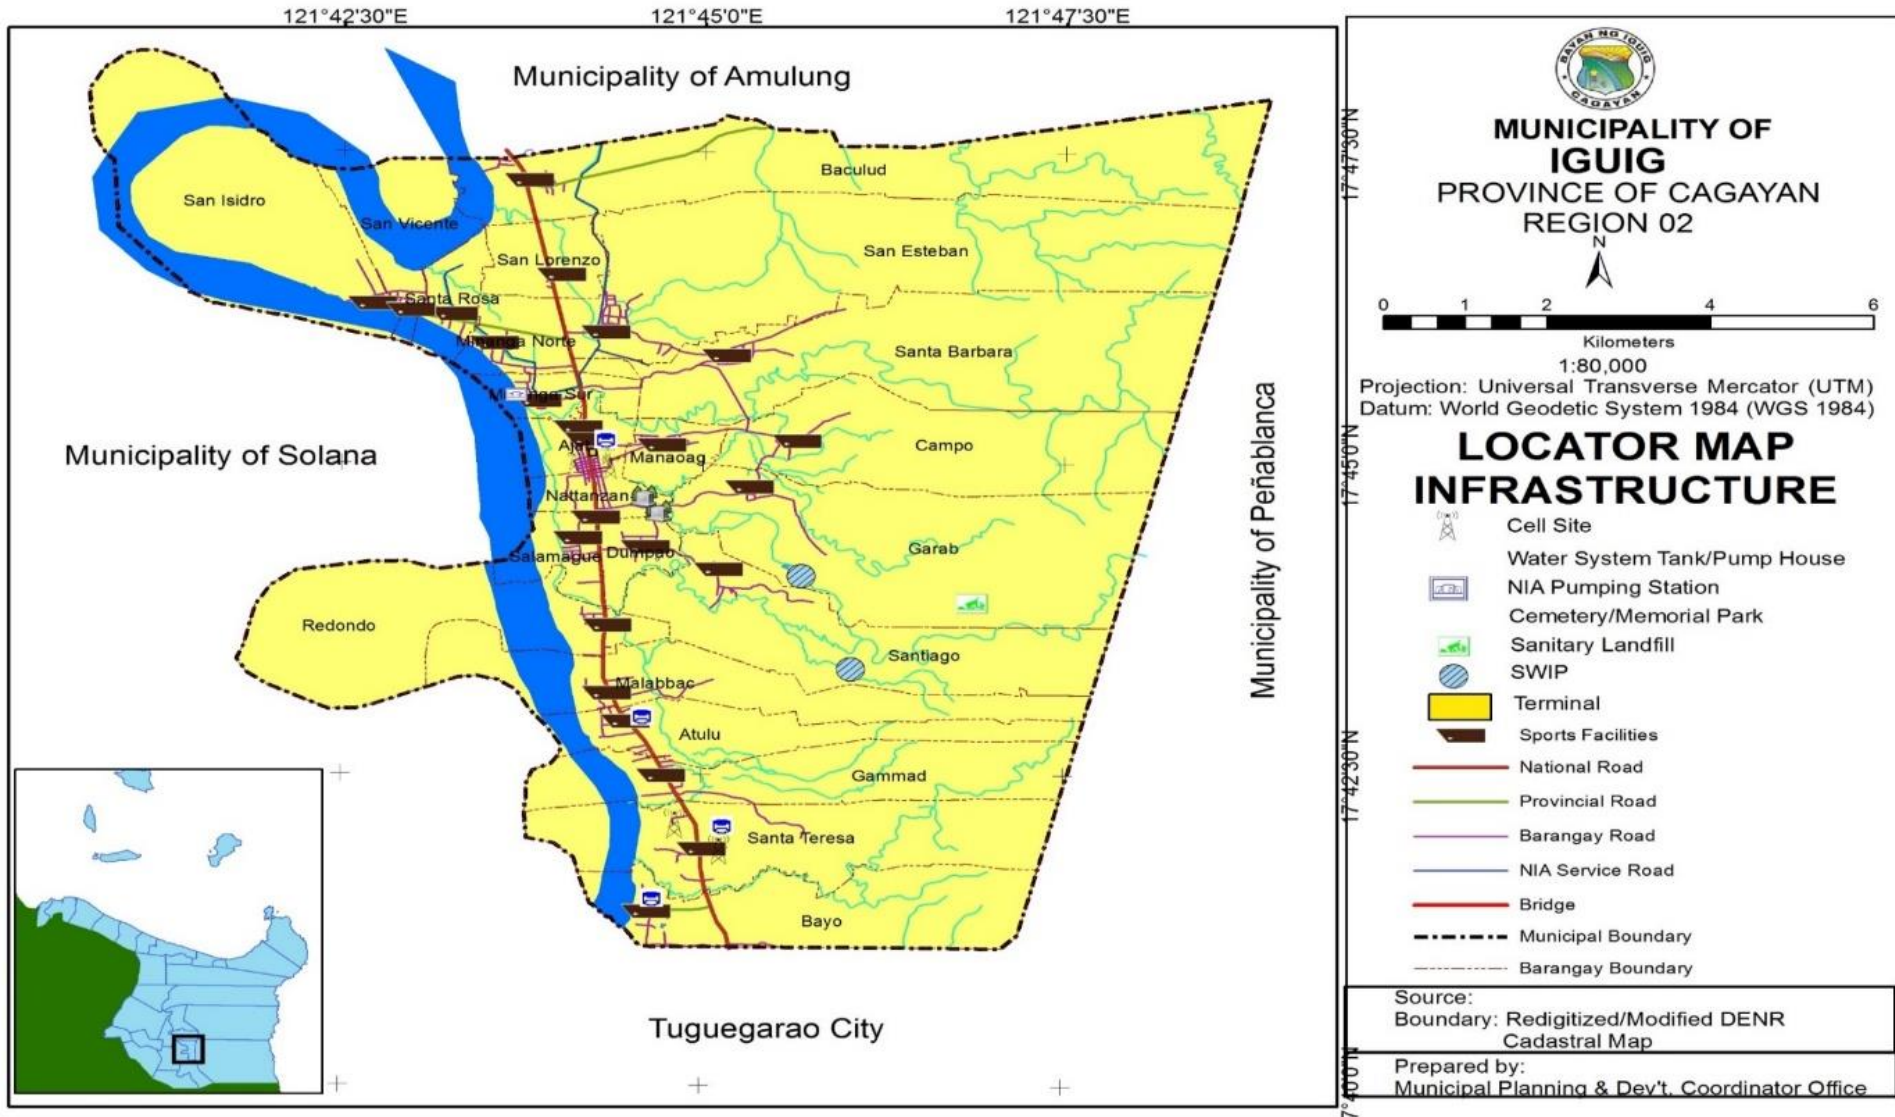 121°42'30"E
121°45'0"E
121°47'30"E
Municipality of Amulung
17°47'30"N
Baculud
San Isidro
San Vicente
San Esteban
San Lorenzo
Santa Rosa
Minanga Norte
Santa Barbara
Municipality of Solana
Campo
Manaoag
17°45'0"N
Municipality of Peñablanca
Nattanzan
Garab
Salamague
Dumpao
Redondo
Santiago
Malabbac
Atulu
Gammad
17°42'30"N
Santa Teresa
Bayo
Tuguegarao City
BAYAN NG IGUIG
CAGAYAN
MUNICIPALITY OF
IGUIG
PROVINCE OF CAGAYAN
REGION 02
N
0 1 2 4 6
Kilometers
1:80,000
Projection: Universal Transverse Mercator (UTM)
Datum: World Geodetic System 1984 (WGS 1984)
LOCATOR MAP
INFRASTRUCTURE
Cell Site
Water System Tank/Pump House
NIA Pumping Station
Cemetery/Memorial Park
Sanitary Landfill
SWIP
Terminal
Sports Facilities
National Road
Provincial Road
Barangay Road
NIA Service Road
Bridge
Municipal Boundary
Barangay Boundary
Source:
Boundary: Redigitized/Modified DENR
Cadastral Map
Prepared by:
Municipal Planning & Dev't. Coordinator Office